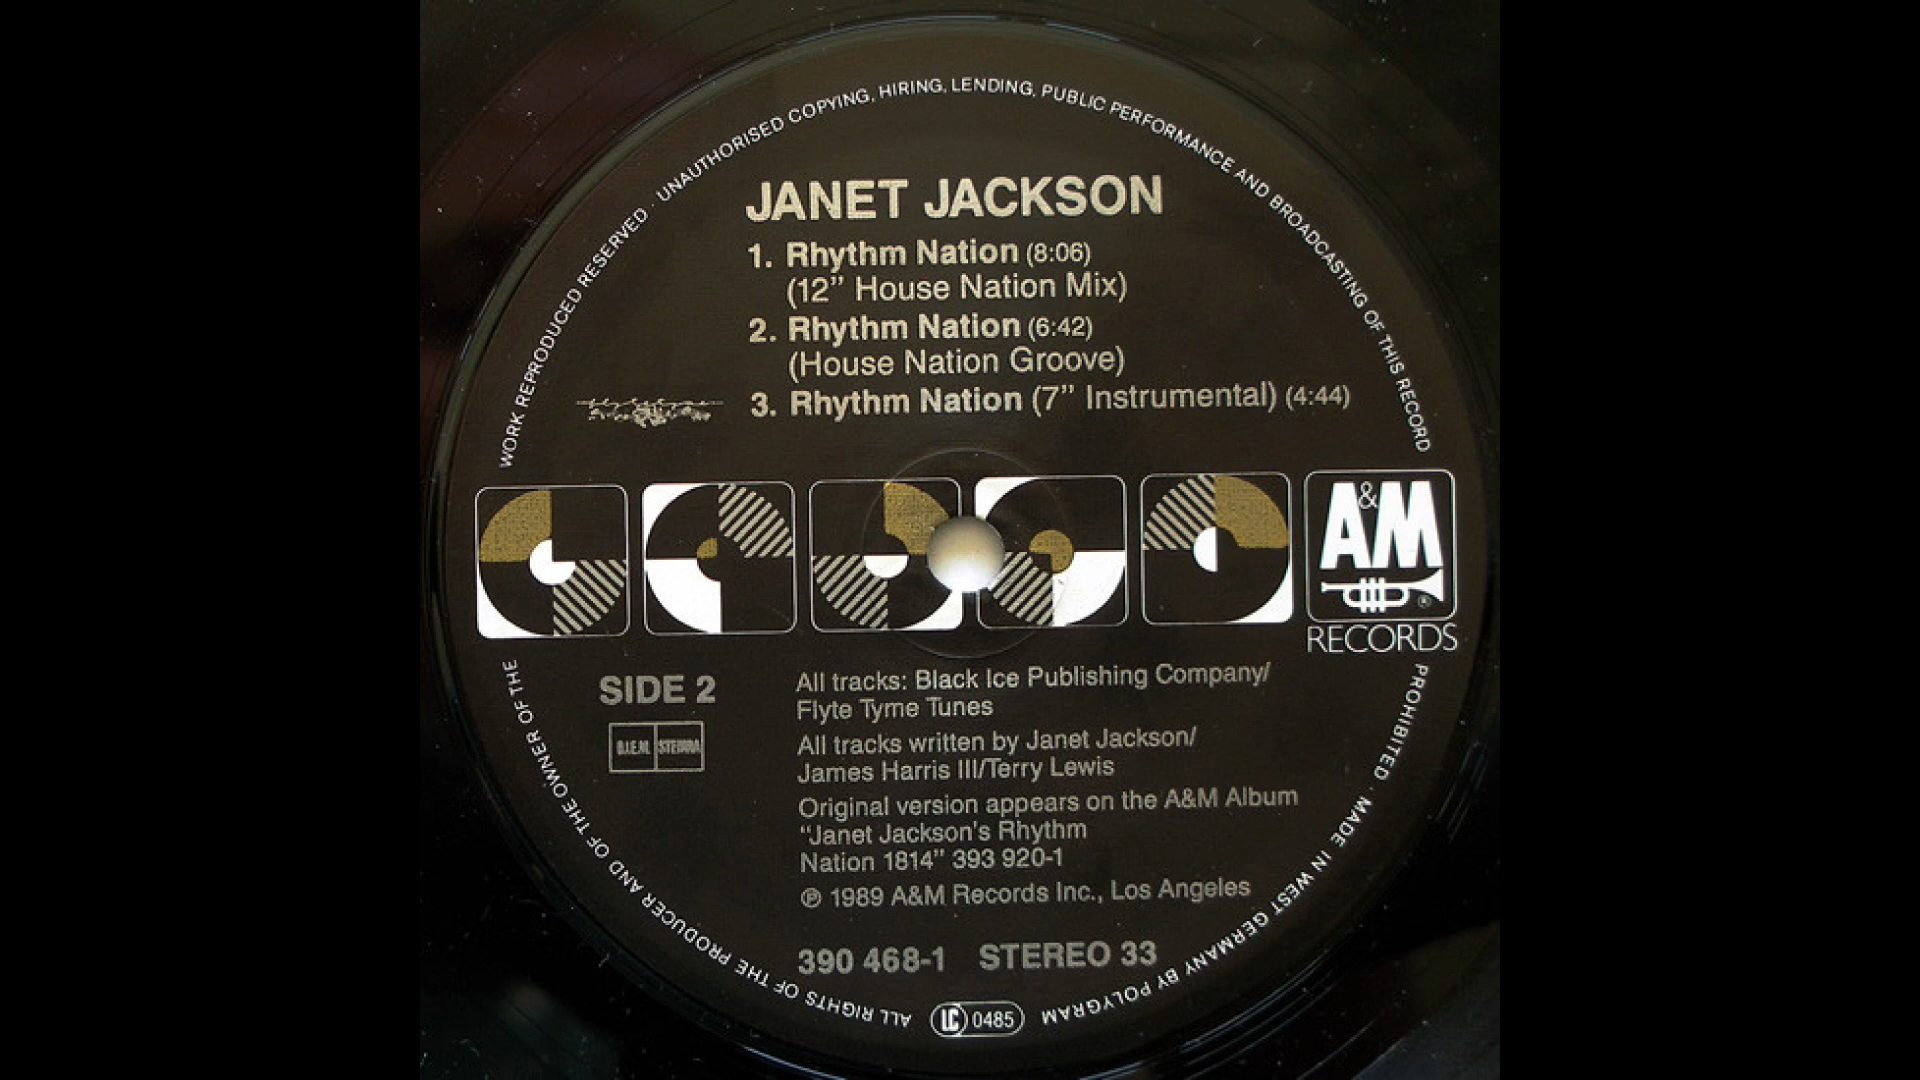 WORK REPRODUCED RESERVED · UNAUTHORISED COPYING, HIRING, LENDING, PUBLIC PERFORMANCE AND BROADCASTING OF THIS RECORD
JANET JACKSON
1. Rhythm Nation (8:06)
(12” House Nation Mix)
2. Rhythm Nation (6:42)
(House Nation Groove)
3. Rhythm Nation (7” Instrumental) (4:44)
A&M
®
RECORDS
SIDE 2
B.I.E.M. STEMRA
All tracks: Black Ice Publishing Company/
Flyte Tyme Tunes
All tracks written by Janet Jackson/
James Harris III/Terry Lewis
Original version appears on the A&M Album
“Janet Jackson's Rhythm
Nation 1814” 393 920-1
℗ 1989 A&M Records Inc., Los Angeles
390 468-1 STEREO 33
PROHIBITED · MADE IN WEST GERMANY BY POLYGRAM
LC 0485
ALL RIGHTS OF THE PRODUCER AND OF THE OWNER OF THE